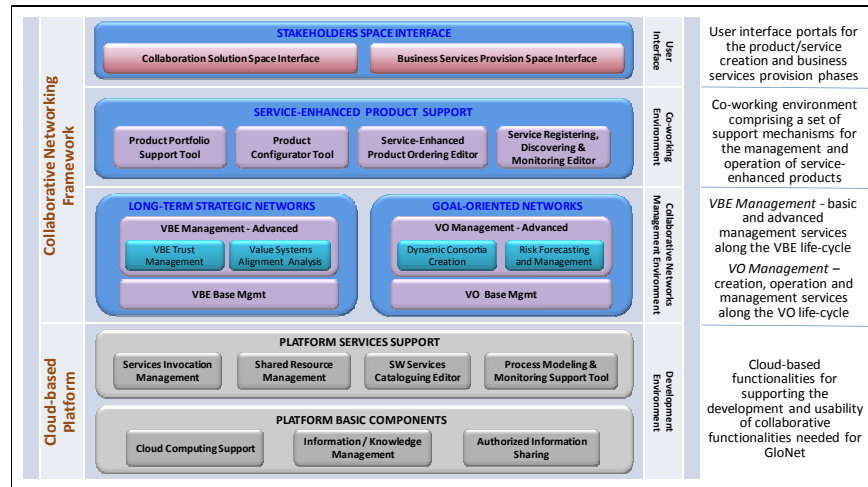 Collaborative Networking
Framework
Cloud-based
Platform
STAKEHOLDERS SPACE INTERFACE
Collaboration Solution Space Interface
Business Services Provision Space Interface
User
Interface
User interface portals for
the product/service
creation and business
services provision phases
SERVICE-ENHANCED PRODUCT SUPPORT
Product Portfolio
Support Tool
Product
Configurator Tool
Service-Enhanced
Product Ordering Editor
Service Registering,
Discovery &
Monitoring Editor
Co-working
Environment
Co-working environment
comprising a set of
support mechanisms for
the management and
operation of service-
enhanced products
LONG-TERM STRATEGIC NETWORKS
VBE Management - Advanced
VBE Trust
Management
Value Systems
Alignment Analysis
VBE Base Mgmt
GOAL-ORIENTED NETWORKS
VO Management - Advanced
Dynamic Consortia
Creation
Risk Forecasting
and Management
VO Base Mgmt
Collaborative Networks
Management Environment
VBE Management - basic
and advanced
management services
along the VBE life-cycle
VO Management –
creation, operation and
management services
along the VO life-cycle
PLATFORM SERVICES SUPPORT
Services Invocation
Management
Shared Resource
Management
SW Services
Cataloguing Editor
Process Modeling &
Monitoring Support Tool
PLATFORM BASIC COMPONENTS
Cloud Computing Support
Information / Knowledge
Management
Authorized Information
Sharing
Development
Environment
Cloud-based
functionalities for
supporting the
development and usability
of collaborative
functionalities needed for
GloNet